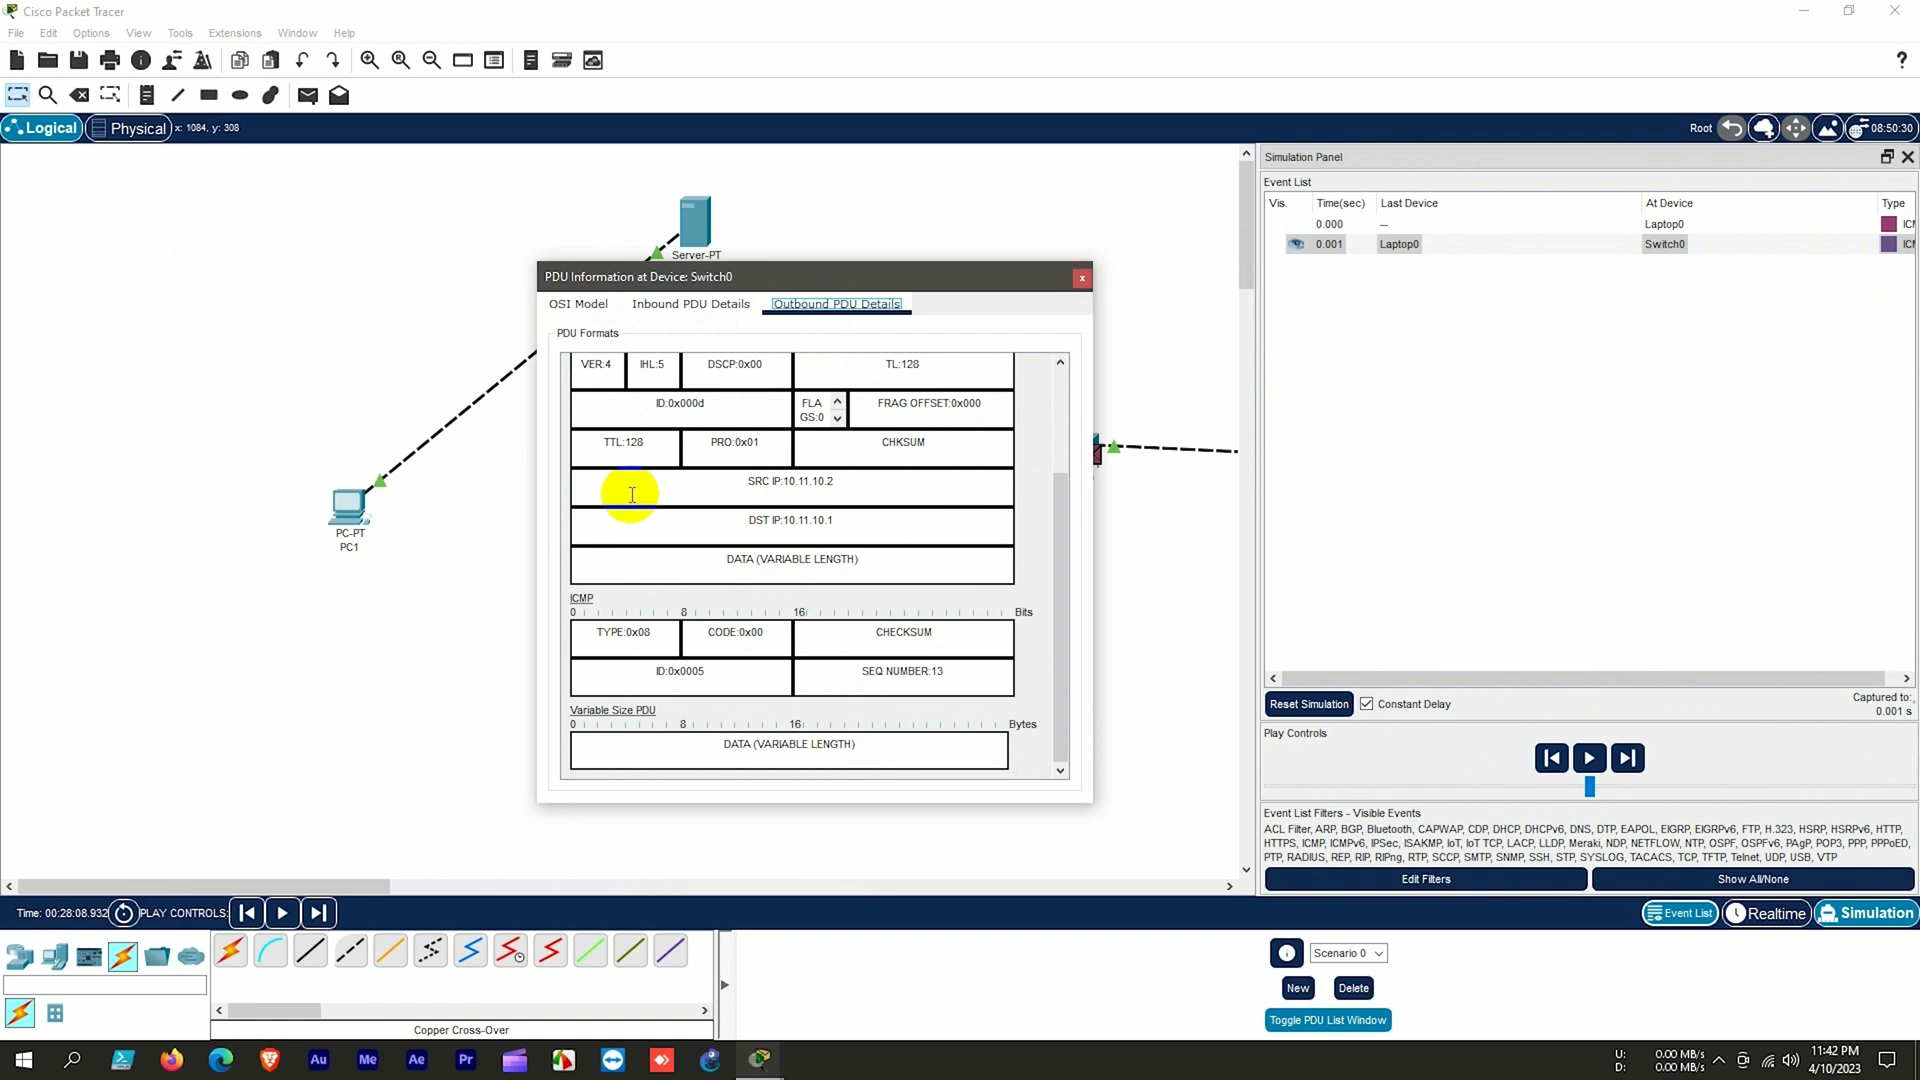 Cisco Packet Tracer
File Edit Options View Tools Extensions Window Help
Logical Physical x: 1084, y: 308
Root 08:50:30
Server-PT
PC-PT
PC1
PDU Information at Device: Switch0
OSI Model Inbound PDU Details Outbound PDU Details
PDU Formats
VER:4 IHL:5 DSCP:0x00 TL:128
ID:0x000d FLA GS:0 FRAG OFFSET:0x000
TTL:128 PRO:0x01 CHKSUM
SRC IP:10.11.10.2
DST IP:10.11.10.1
DATA (VARIABLE LENGTH)
ICMP
0 8 16 Bits
TYPE:0x08 CODE:0x00 CHECKSUM
ID:0x0005 SEQ NUMBER:13
Variable Size PDU
0 8 16 Bytes
DATA (VARIABLE LENGTH)
Simulation Panel
Event List
Vis. Time(sec) Last Device At Device Type
0.000 -- Laptop0 ICM
0.001 Laptop0 Switch0 ICM
Reset Simulation Constant Delay
Captured to:
0.001 s
Play Controls
Event List Filters - Visible Events
ACL Filter, ARP, BGP, Bluetooth, CAPWAP, CDP, DHCP, DHCPv6, DNS, DTP, EAPOL, EIGRP, EIGRPv6, FTP, H.323, HSRP, HSRPv6, HTTP,
HTTPS, ICMP, ICMPv6, IPSec, ISAKMP, IoT, IoT TCP, LACP, LLDP, Meraki, NDP, NETFLOW, NTP, OSPF, OSPFv6, PAgP, POP3, PPP, PPPoED,
PTP, RADIUS, REP, RIP, RIPng, RTP, SCCP, SMTP, SNMP, SSH, STP, SYSLOG, TACACS, TCP, TFTP, Telnet, UDP, USB, VTP
Edit Filters Show All/None
Time: 00:28:08.932 PLAY CONTROLS:
Event List Realtime Simulation
Copper Cross-Over
Scenario 0
New Delete
Toggle PDU List Window
Au Me Ae Pr
U: 0.00 MB/s
D: 0.00 MB/s
11:42 PM
4/10/2023